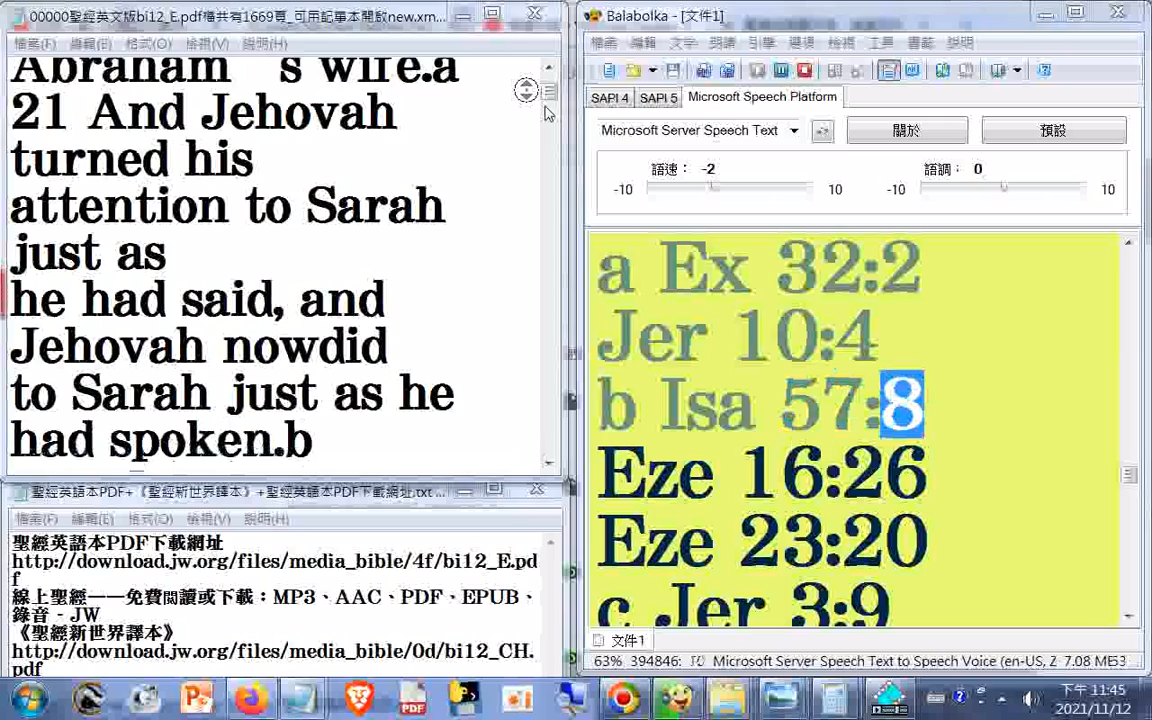 00000聖經英文版bi12_E.pdf檔共有1669頁_可用記事本開啟new.xm...
檔案(F) 編輯(E) 格式(O) 檢視(V) 說明(H)
Abraham's wife.a
21 And Jehovah
turned his
attention to Sarah
just as
he had said, and
Jehovah nowdid
to Sarah just as he
had spoken.b
聖經英語本PDF+《聖經新世界譯本》+聖經英語本PDF下載網址.txt ...
檔案(F) 編輯(E) 格式(O) 檢視(V) 說明(H)
聖經英語本PDF下載網址
http://download.jw.org/files/media_bible/4f/bi12_E.pd
f
線上聖經——免費閱讀或下載：MP3、AAC、PDF、EPUB、
錄音 - JW
《聖經新世界譯本》
http://download.jw.org/files/media_bible/0d/bi12_CH.
pdf
Balabolka - [文件1]
檔案 編輯 文字 朗讀 引擎 選項 檢視 工具 書籤 說明
SAPI 4 SAPI 5 Microsoft Speech Platform
Microsoft Server Speech Text 關於 預設
語速： -2 語調： 0
-10 10 -10 10
a Ex 32:2
Jer 10:4
b Isa 57:8
Eze 16:26
Eze 23:20
c Jer 3:9
文件1
63% 394846: Microsoft Server Speech Text to Speech Voice (en-US, Z 7.08 ME53
PDF
下午 11:45
2021/11/12